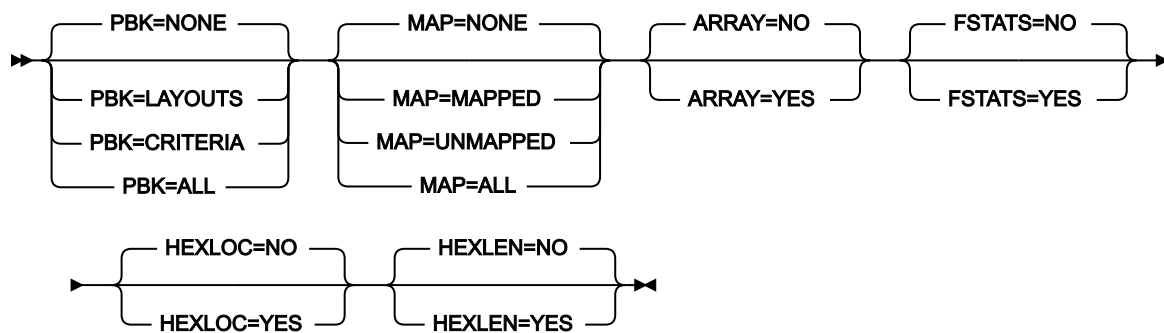 PBK=NONE MAP=NONE ARRAY=NO FSTATS=NO
PBK=LAYOUTS MAP=MAPPED ARRAY=YES FSTATS=YES
PBK=CRITERIA MAP=UNMAPPED
PBK=ALL MAP=ALL
HEXLOC=NO HEXLEN=NO
HEXLOC=YES HEXLEN=YES